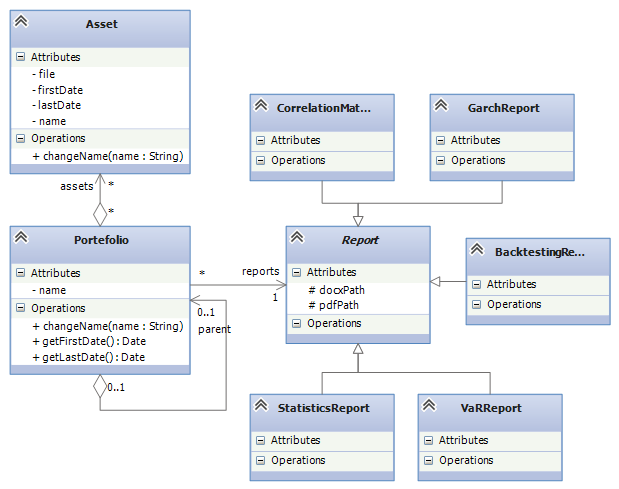 Asset
Attributes
- file
- firstDate
- lastDate
- name
Operations
+ changeName(name : String)
assets
*
*
Portefolio
Attributes
- name
Operations
+ changeName(name : String)
+ getFirstDate() : Date
+ getLastDate() : Date
*
reports
1
0..1
parent
0..1
CorrelationMat...
Attributes
Operations
GarchReport
Attributes
Operations
Report
Attributes
# docxPath
# pdfPath
Operations
BacktestingRe...
Attributes
Operations
StatisticsReport
Attributes
Operations
VaRReport
Attributes
Operations